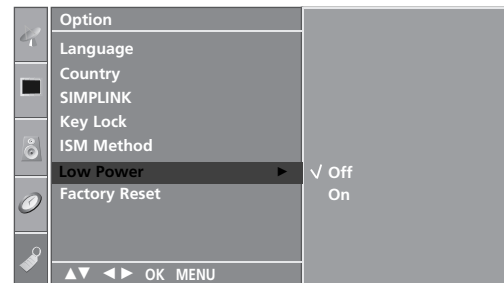 Option
Language
Country
SIMPLINK
Key Lock
ISM Method
Low Power ►
√ Off
Factory Reset
On
▲▼ ◄► OK MENU